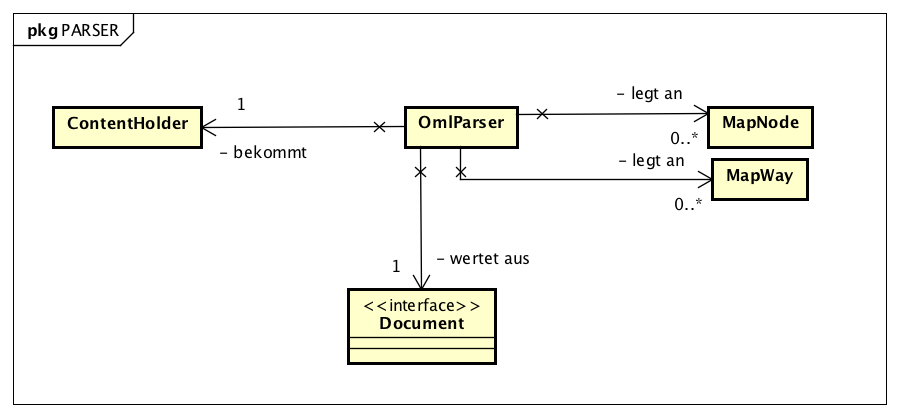 pkg PARSER
1
- bekommt
ContentHolder
OmlParser
- legt an
0..*
MapNode
- legt an
0..*
MapWay
1
- wertet aus
<<interface>>
Document